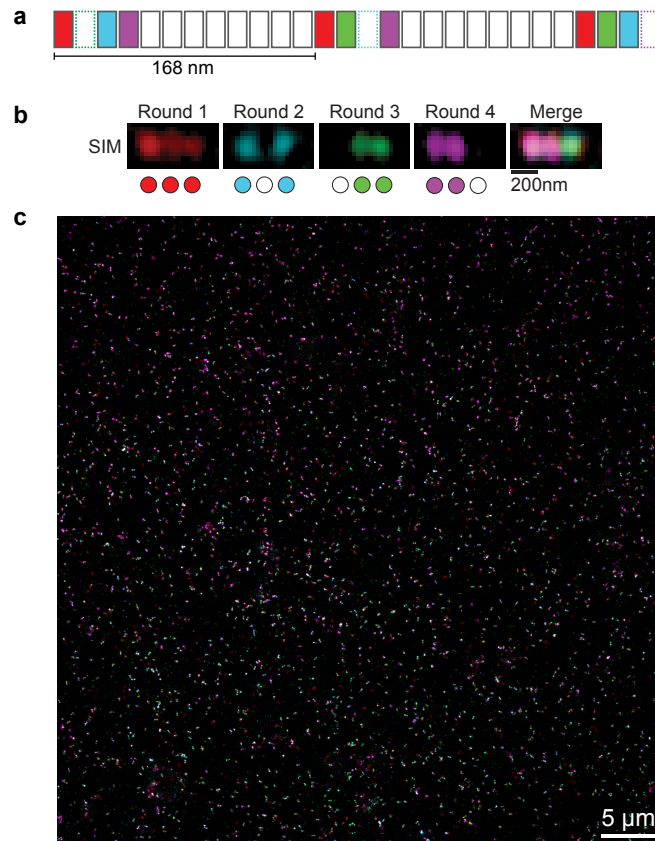 a
168 nm
b
Round 1 Round 2 Round 3 Round 4 Merge
SIM
200nm
c
5 µm